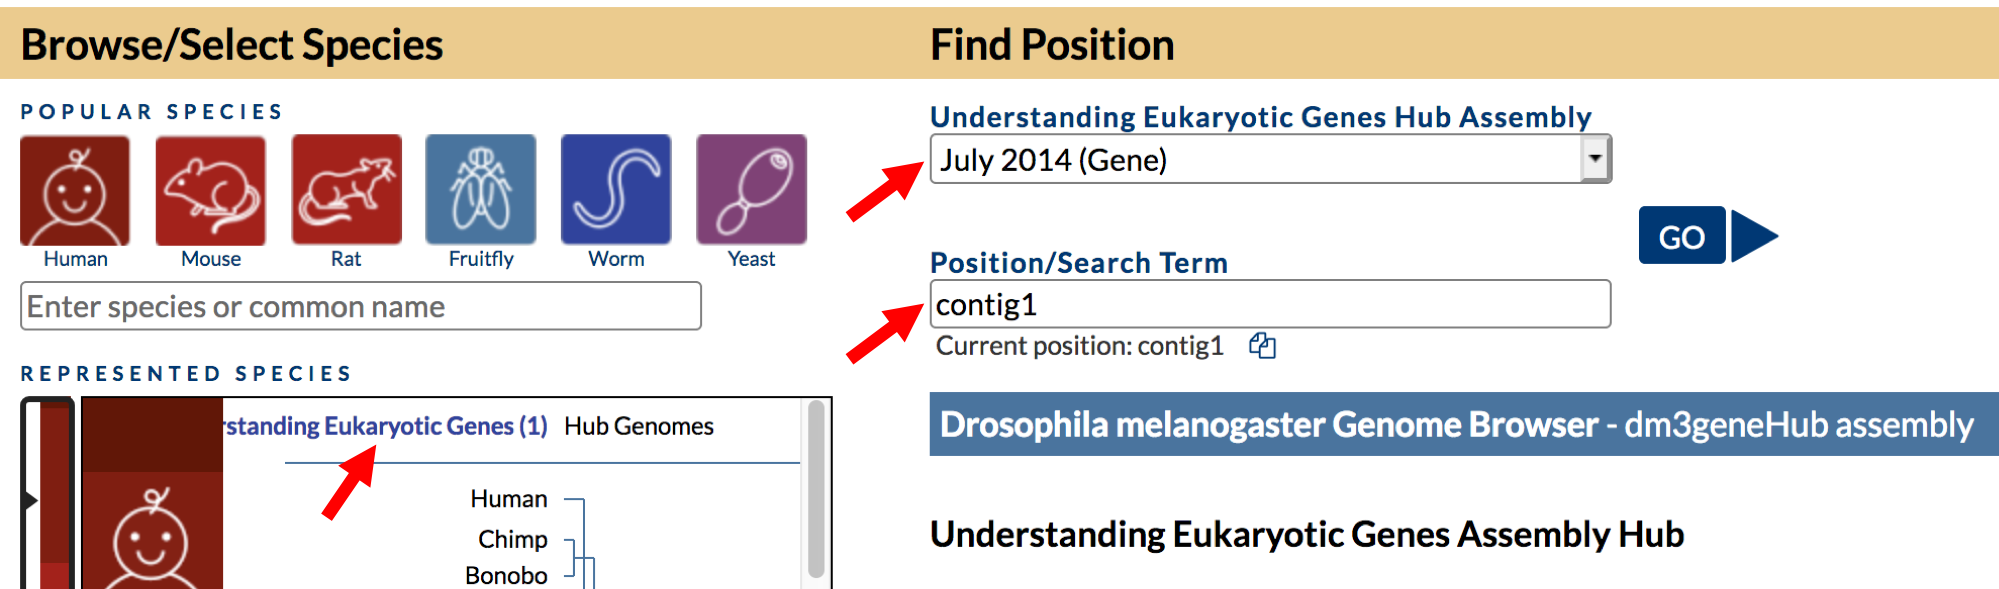 Browse/Select Species
POPULAR SPECIES
Human Mouse Rat Fruitfly Worm Yeast
Enter species or common name
REPRESENTED SPECIES
rstanding Eukaryotic Genes (1) Hub Genomes
Human
Chimp
Bonobo
Find Position
Understanding Eukaryotic Genes Hub Assembly
July 2014 (Gene)
GO
Position/Search Term
contig1
Current position: contig1
Drosophila melanogaster Genome Browser - dm3geneHub assembly
Understanding Eukaryotic Genes Assembly Hub